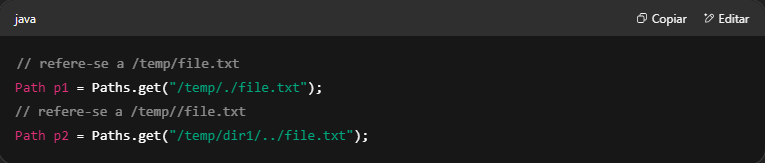 java
Copiar
Editar
// refere-se a /temp/file.txt
Path p1 = Paths.get("/temp/./file.txt");
// refere-se a /temp//file.txt
Path p2 = Paths.get("/temp/dir1/../file.txt");